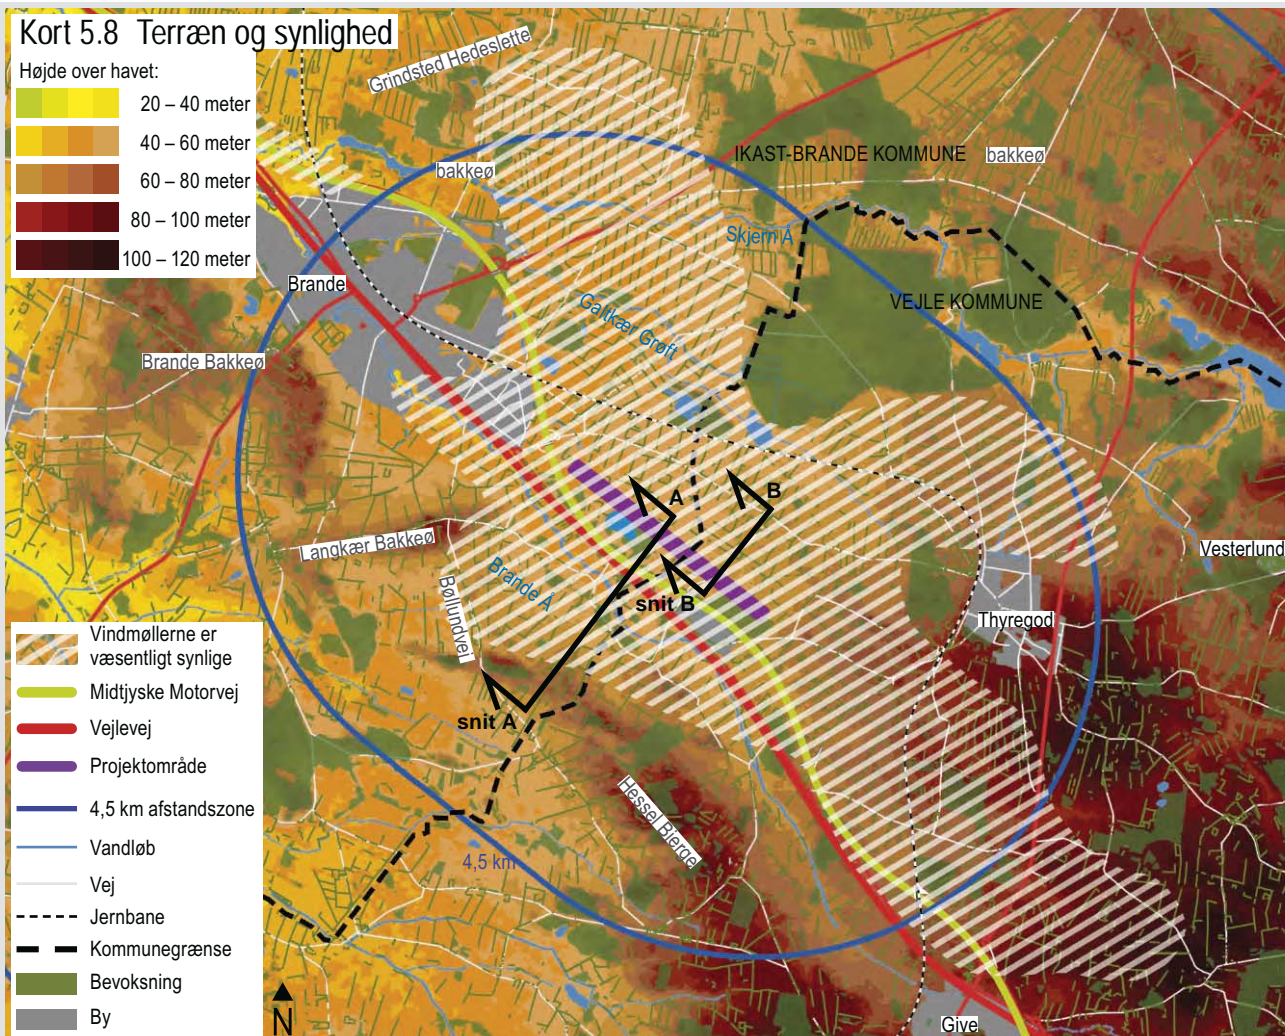 Kort 5.8 Terræn og synlighed
Højde over havet:
20 – 40 meter
40 – 60 meter
60 – 80 meter
80 – 100 meter
100 – 120 meter
Grindsted Hedeslette
bakkeø
IKAST-BRANDE KOMMUNE
bakkeø
Skjern Å
Brande
VEJLE KOMMUNE
Galtkær Grøft
Brande Bakkeø
A
B
Langkær Bakkeø
Vesterlund
Brande Å
Bøllundvej
snit B
Thyregod
snit A
Hessel Bjerge
4,5 km
Give
Vindmøllerne er
væsentligt synlige
Midtjyske Motorvej
Vejlevej
Projektområde
4,5 km afstandszone
Vandløb
Vej
Jernbane
Kommunegrænse
Bevoksning
By
N